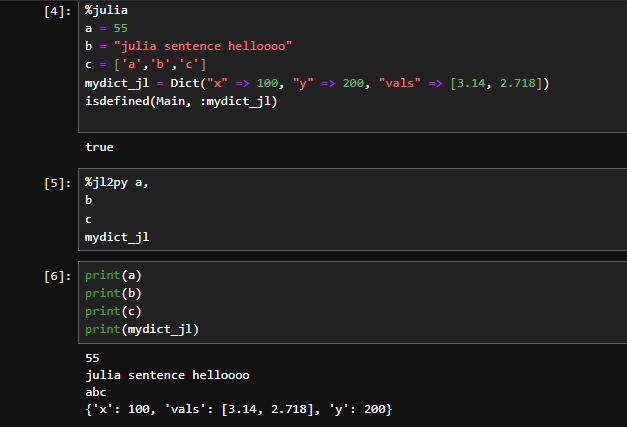 [4]: %julia
a = 55
b = "julia sentence helloooo"
c = ['a','b','c']
mydict_jl = Dict("x" => 100, "y" => 200, "vals" => [3.14, 2.718])
isdefined(Main, :mydict_jl)
true
[5]: %jl2py a,
b
c
mydict_jl
[6]: print(a)
print(b)
print(c)
print(mydict_jl)
55
julia sentence helloooo
abc
{'x': 100, 'vals': [3.14, 2.718], 'y': 200}